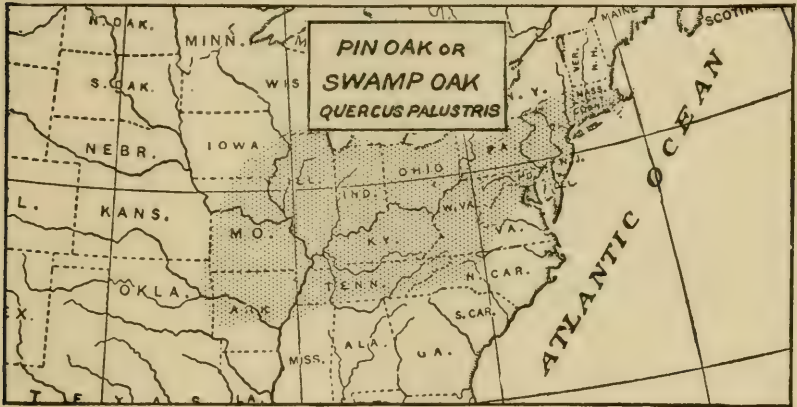 PIN OAK OR
SWAMP OAK
QUERCUS PALUSTRIS
N. DAK.
MINN.
MAINE
SCOTIA
S. DAK.
WIS
VER.
N.H.
MASS.
CONN.
NEBR.
IOWA
ILL.
IND.
OHIO
PA.
N.J.
MD.
DEL.
KANS.
MO.
KY.
W.VA.
VA.
OKLA.
ARK.
TENN.
N. CAR.
S. CAR.
MISS.
ALA.
GA.
TEXAS
LA.
ATLANTIC OCEAN